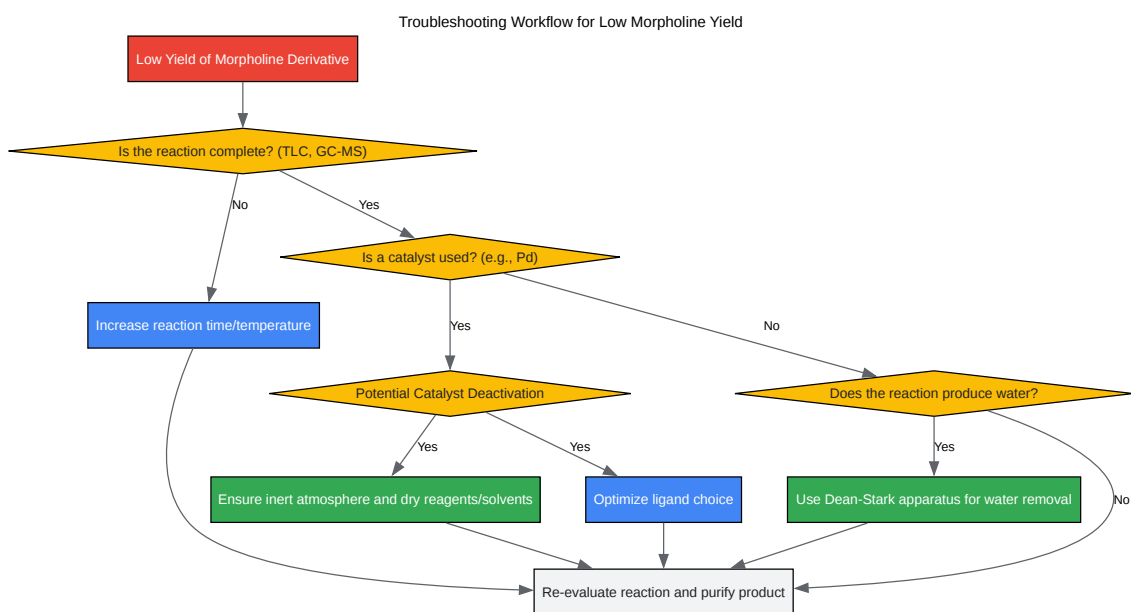 Troubleshooting Workflow for Low Morpholine Yield
Low Yield of Morpholine Derivative
Is the reaction complete? (TLC, GC-MS)
No
Yes
Is a catalyst used? (e.g., Pd)
Increase reaction time/temperature
Yes
No
Potential Catalyst Deactivation
Does the reaction produce water?
Yes
Yes
Yes
No
Ensure inert atmosphere and dry reagents/solvents
Optimize ligand choice
Use Dean-Stark apparatus for water removal
Re-evaluate reaction and purify product